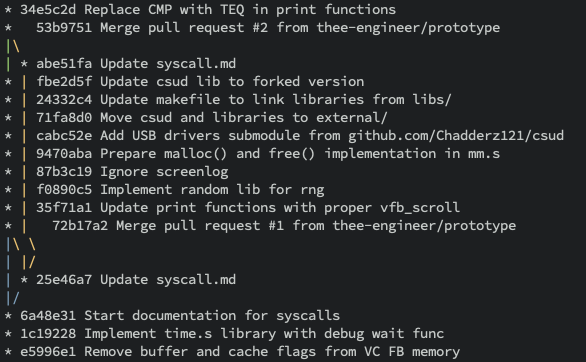 * 34e5c2d Replace CMP with TEQ in print functions
*   53b9751 Merge pull request #2 from thee-engineer/prototype
|\
| * abe51fa Update syscall.md
* | fbe2d5f Update csud lib to forked version
* | 24332c4 Update makefile to link libraries from libs/
* | 71fa8d0 Move csud and libraries to external/
* | cabc52e Add USB drivers submodule from github.com/Chadderz121/csud
* | 9470aba Prepare malloc() and free() implementation in mm.s
* | 87b3c19 Ignore screenlog
* | f0890c5 Implement random lib for rng
* | 35f71a1 Update print functions with proper vfb_scroll
* |   72b17a2 Merge pull request #1 from thee-engineer/prototype
|\ \
| |/
| * 25e46a7 Update syscall.md
|/
* 6a48e31 Start documentation for syscalls
* 1c19228 Implement time.s library with debug wait func
* e5996e1 Remove buffer and cache flags from VC FB memory